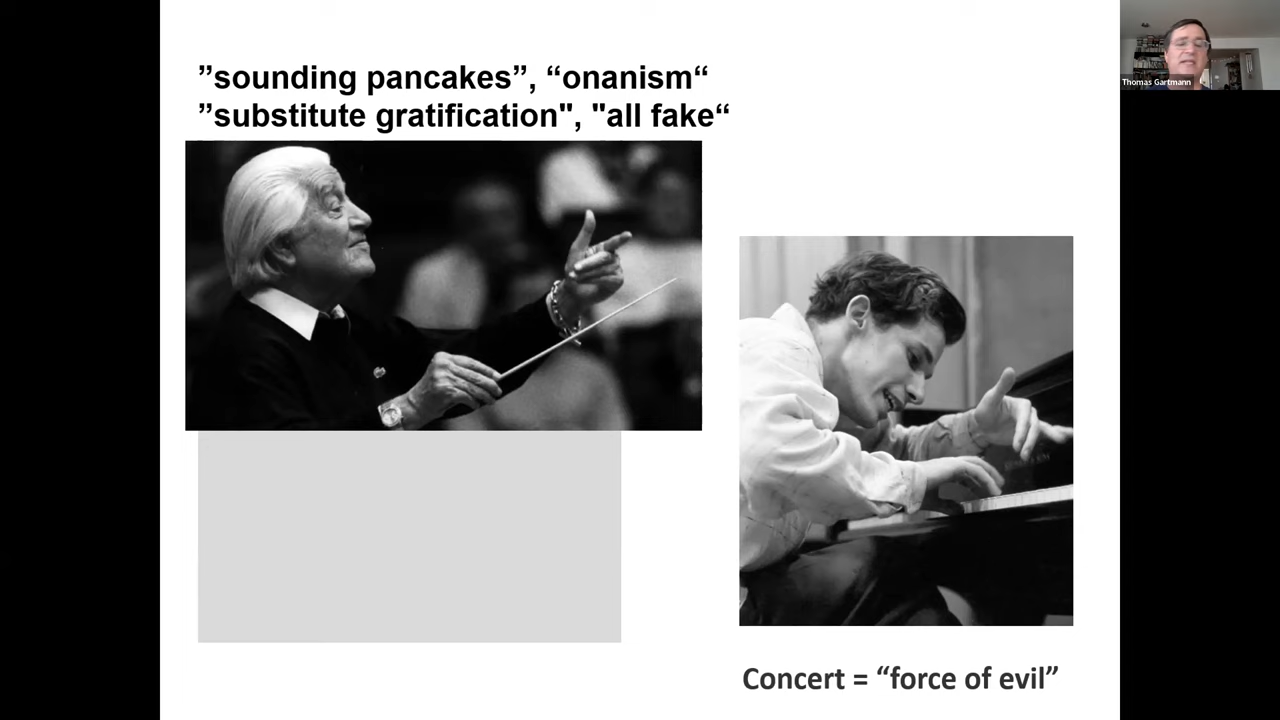 ”sounding pancakes”, “onanism“
”substitute gratification", "all fake“
Thomas Gartmann
Concert = “force of evil”